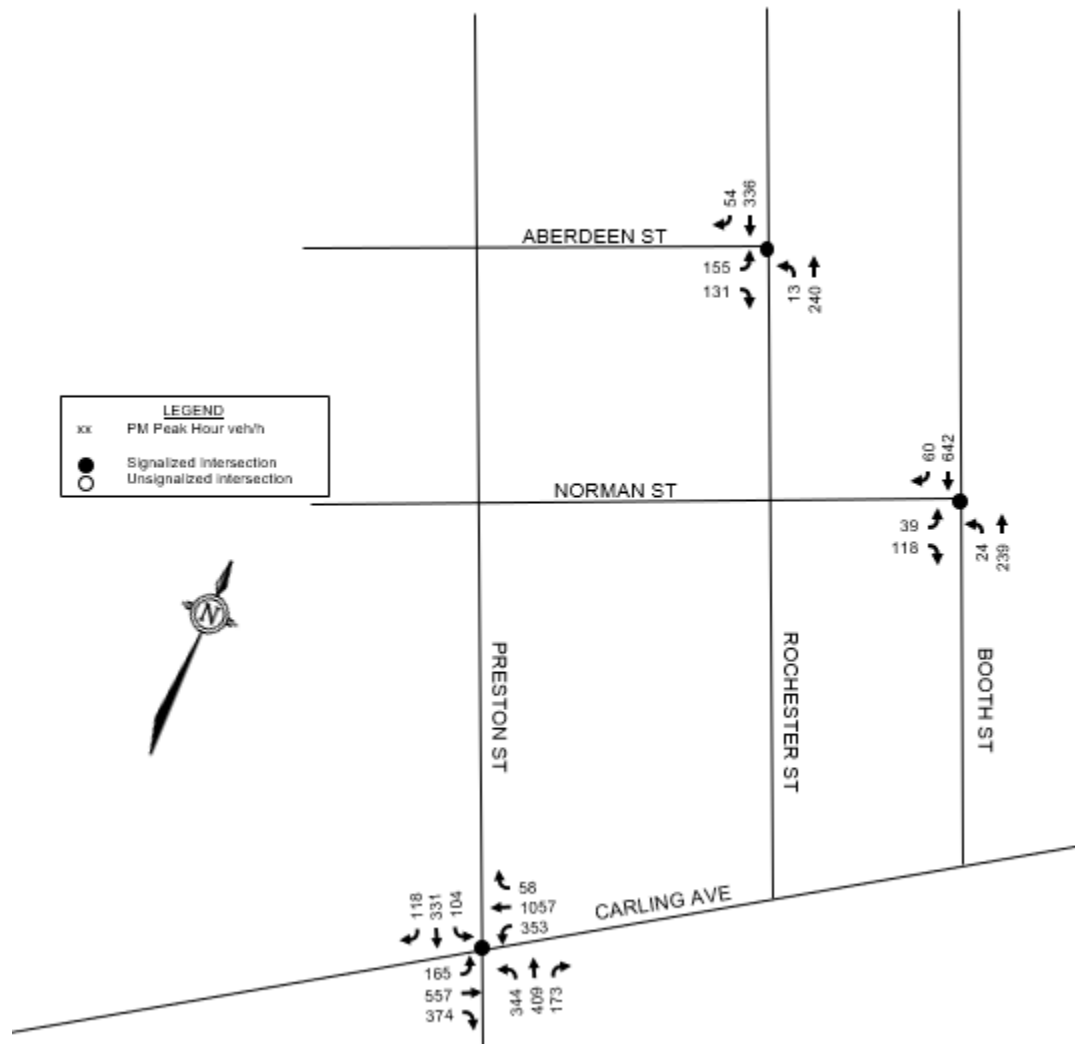 54
336
ABERDEEN ST
155
131
13
240
LEGEND
xx PM Peak Hour veh/h
Signalized Intersection
Unsignalized Intersection
N
60
642
NORMAN ST
39
118
24
239
PRESTON ST
ROCHESTER ST
BOOTH ST
118
331
104
58
1057
353
CARLING AVE
165
557
374
344
409
173